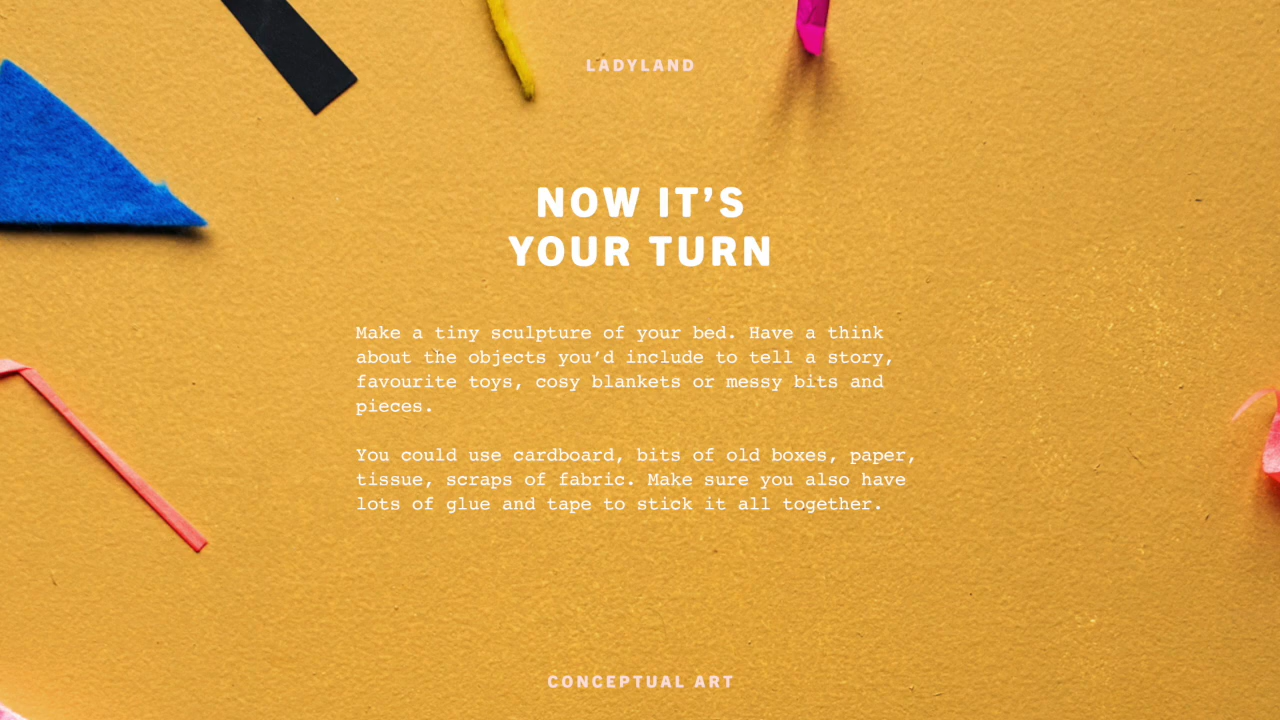 LADYLAND
NOW IT’S
YOUR TURN
Make a tiny sculpture of your bed. Have a think
about the objects you’d include to tell a story,
favourite toys, cosy blankets or messy bits and
pieces.
You could use cardboard, bits of old boxes, paper,
tissue, scraps of fabric. Make sure you also have
lots of glue and tape to stick it all together.
CONCEPTUAL ART